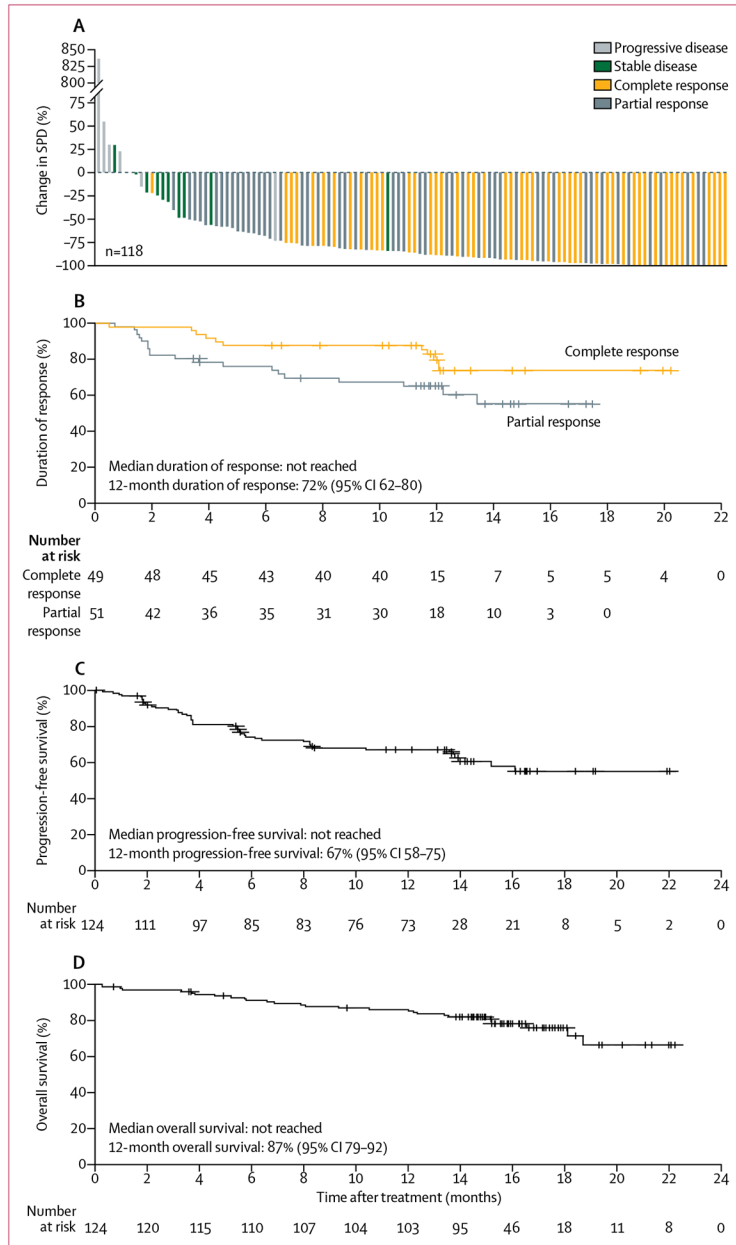 A
850
825
800
75
50
25
0
−25
−50
−75
−100
Change in SPD (%)
Progressive disease
Stable disease
Complete response
Partial response
n=118
B
100
80
60
40
20
0
Duration of response (%)
Complete response
Partial response
Median duration of response: not reached
12-month duration of response: 72% (95% CI 62–80)
0 2 4 6 8 10 12 14 16 18 20 22
Number
at risk
Complete
response
49 48 45 43 40 40 15 7 5 5 4 0
Partial
response
51 42 36 35 31 30 18 10 3 0
C
100
80
60
40
20
0
Progression-free survival (%)
Median progression-free survival: not reached
12-month progression-free survival: 67% (95% CI 58–75)
0 2 4 6 8 10 12 14 16 18 20 22 24
Number
at risk 124 111 97 85 83 76 73 28 21 8 5 2 0
D
100
80
60
40
20
0
Overall survival (%)
Median overall survival: not reached
12-month overall survival: 87% (95% CI 79–92)
0 2 4 6 8 10 12 14 16 18 20 22 24
Time after treatment (months)
Number
at risk 124 120 115 110 107 104 103 95 46 18 11 8 0